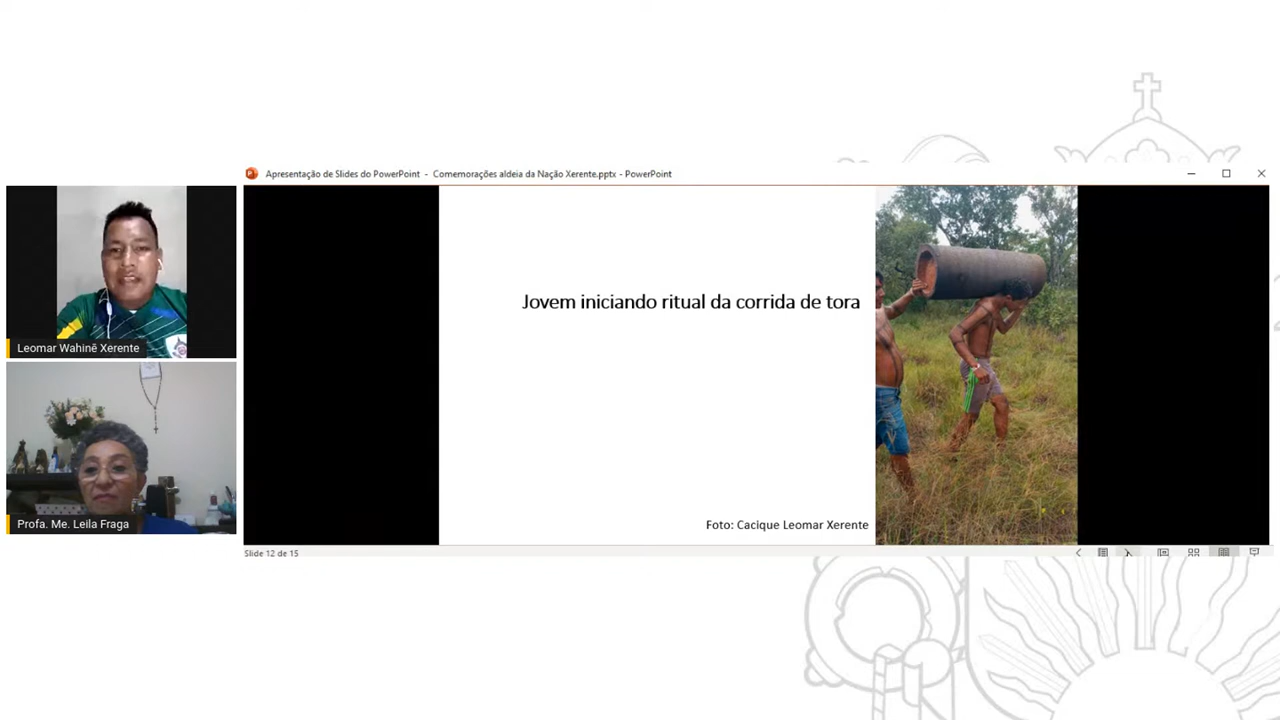 Apresentação de Slides do PowerPoint - Comemorações aldeia da Nação Xerente.pptx - PowerPoint
Leomar Wahinê Xerente
Profa. Me. Leila Fraga
Jovem iniciando ritual da corrida de tora
Foto: Cacique Leomar Xerente
Slide 12 de 15